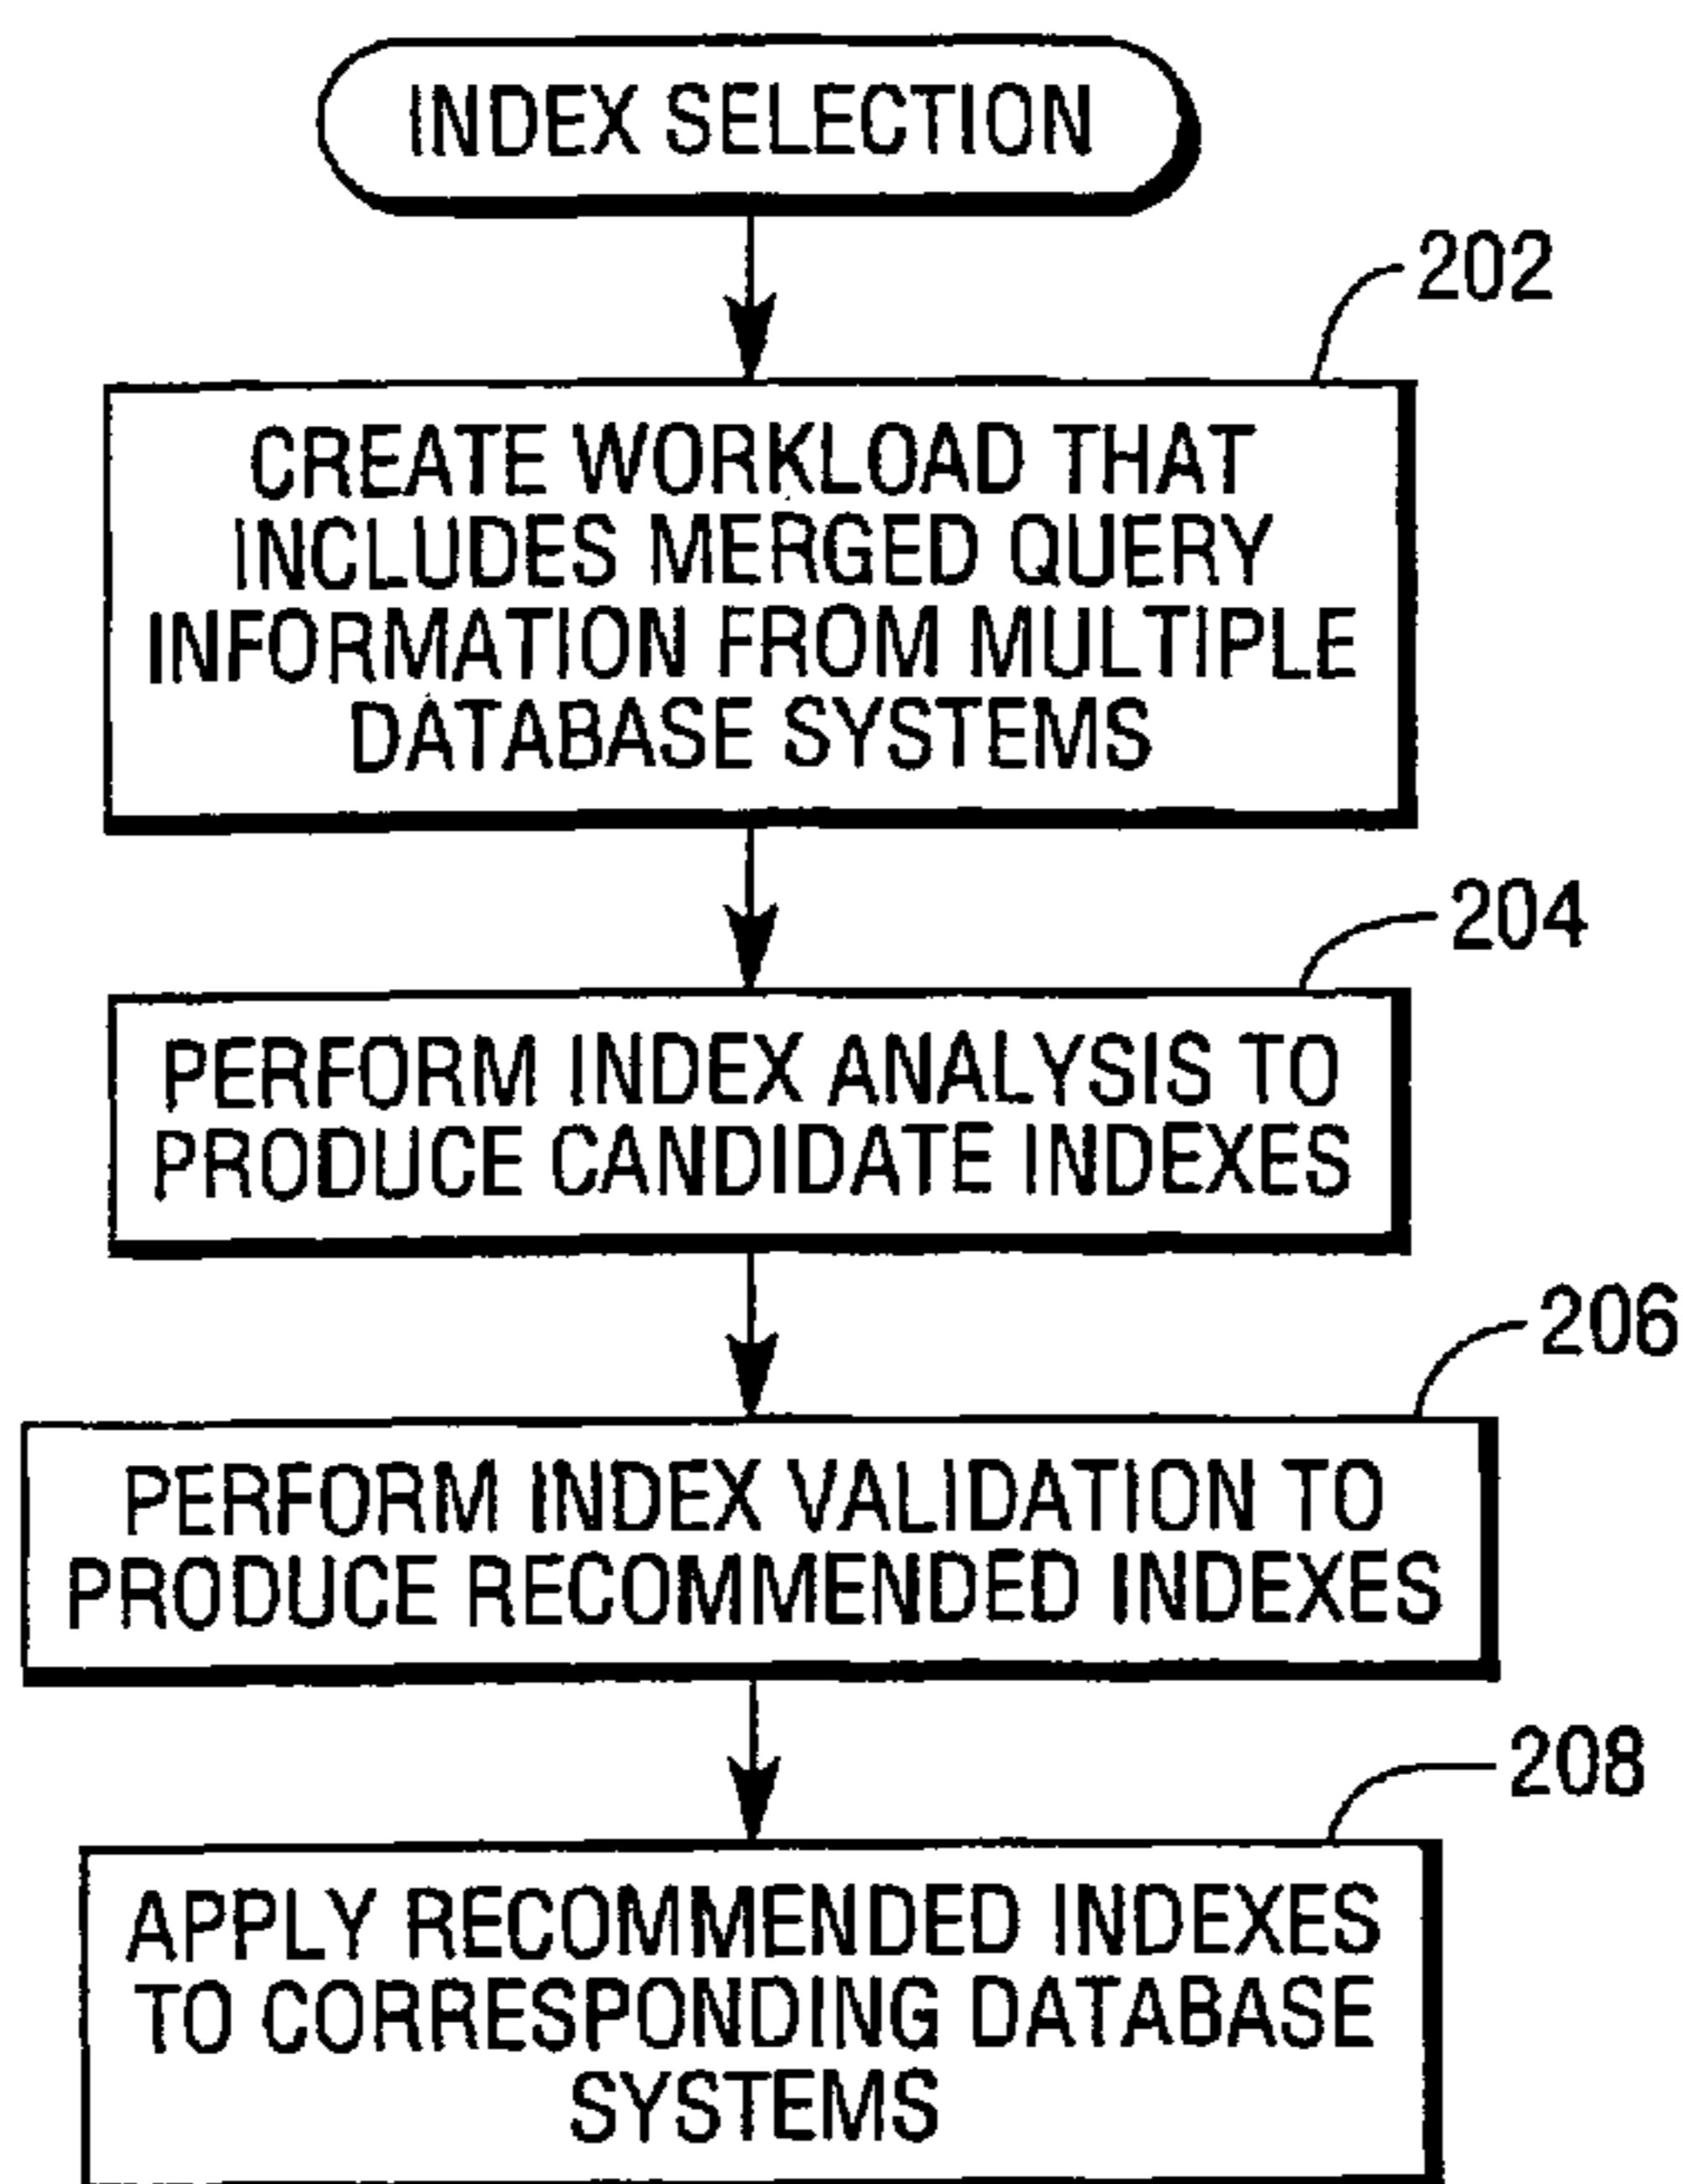 INDEX SELECTION
202
CREATE WORKLOAD THAT
INCLUDES MERGED QUERY
INFORMATION FROM MULTIPLE
DATABASE SYSTEMS
204
PERFORM INDEX ANALYSIS TO
PRODUCE CANDIDATE INDEXES
206
PERFORM INDEX VALIDATION TO
PRODUCE RECOMMENDED INDEXES
208
APPLY RECOMMENDED INDEXES
TO CORRESPONDING DATABASE
SYSTEMS